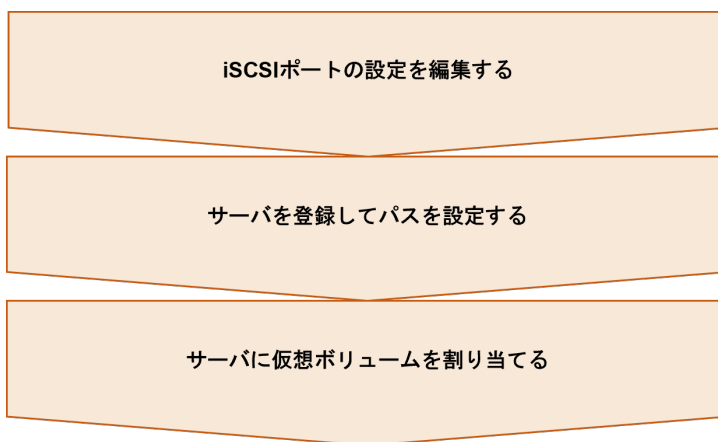 iSCSIポートの設定を編集する
サーバを登録してパスを設定する
サーバに仮想ボリュームを割り当てる